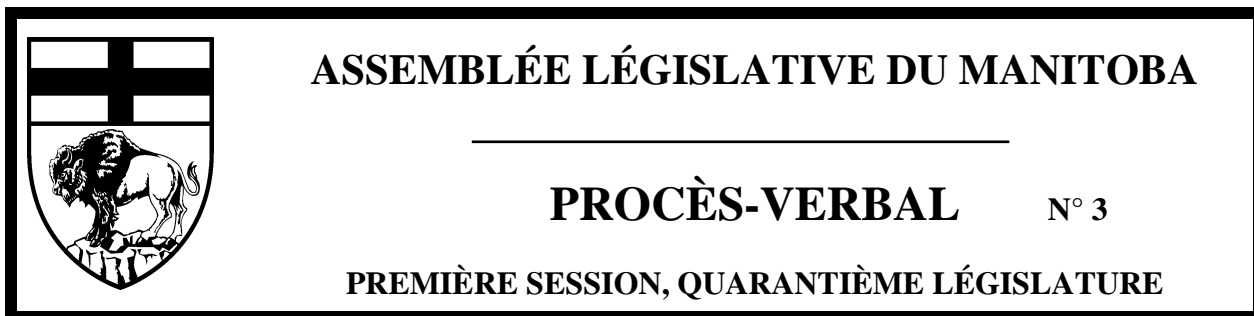 ASSEMBLÉE LÉGISLATIVE DU MANITOBA
PROCÈS-VERBAL N° 3
PREMIÈRE SESSION, QUARANTIÈME LÉGISLATURE